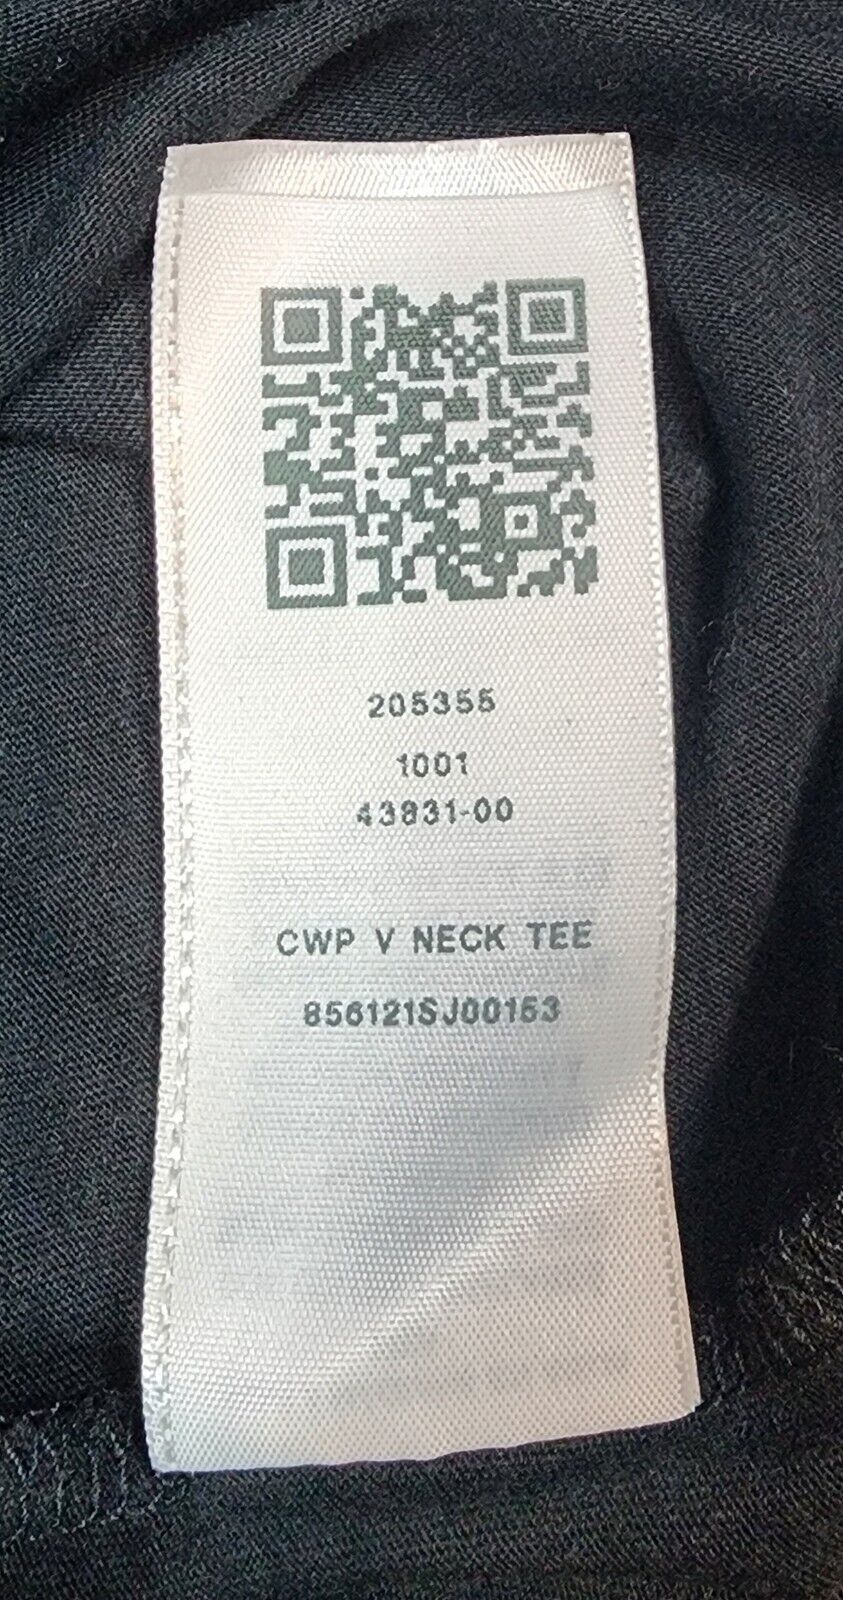 205355
1001
43831-00
CWP V NECK TEE
856121SJ00153